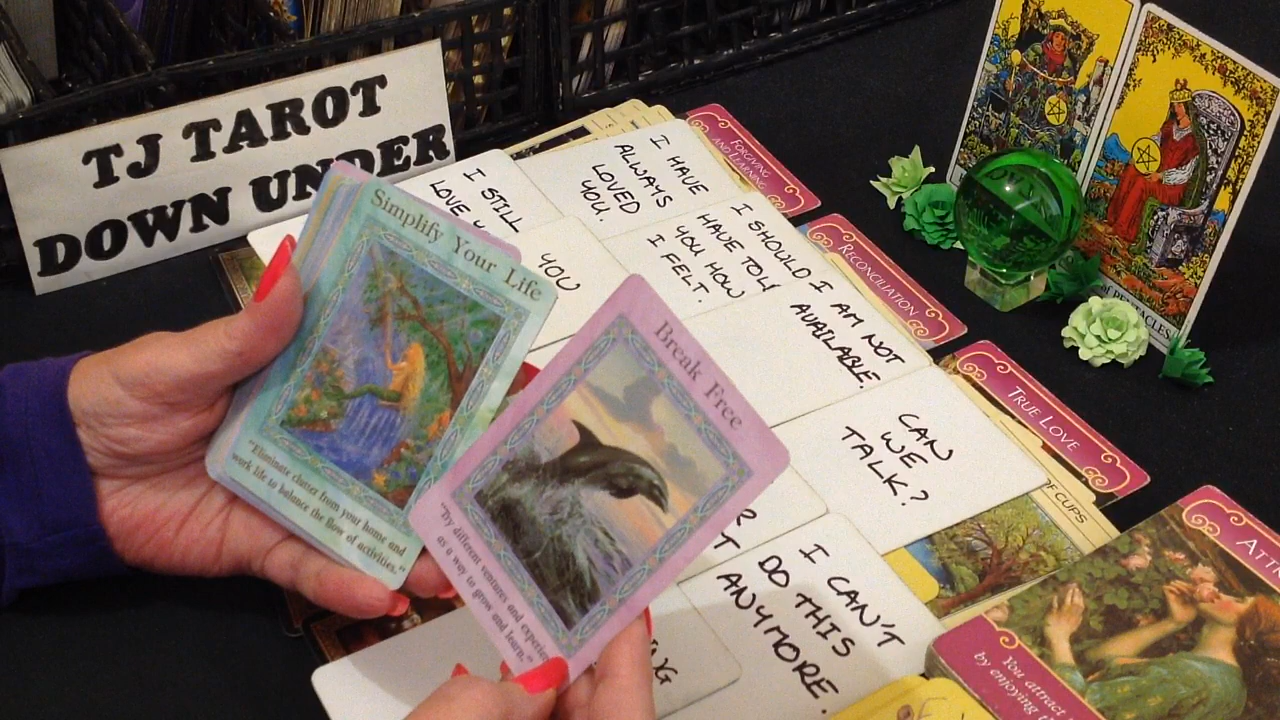 TJ TAROT
DOWN UNDER
Simplify Your Life
"Eliminate clutter from your home and
work life to balance the flow of activities."
Break Free
"Try different ventures and
as a way to grow and learn."
I STILL
LOVE
YOU
I HAVE
ALWAYS
LOVED
YOU.
I SHOULD
HAVE TOLD
YOU HOW
I FELT.
I AM NOT
AVAILABLE.
CAN
WE
TALK?
I CAN'T
DO THIS
ANYMORE.
FORGIVING
AND LEARNING
RECONCILIATION
TRUE LOVE
OF CUPS
You attract
by enjoying
of PENTACLES